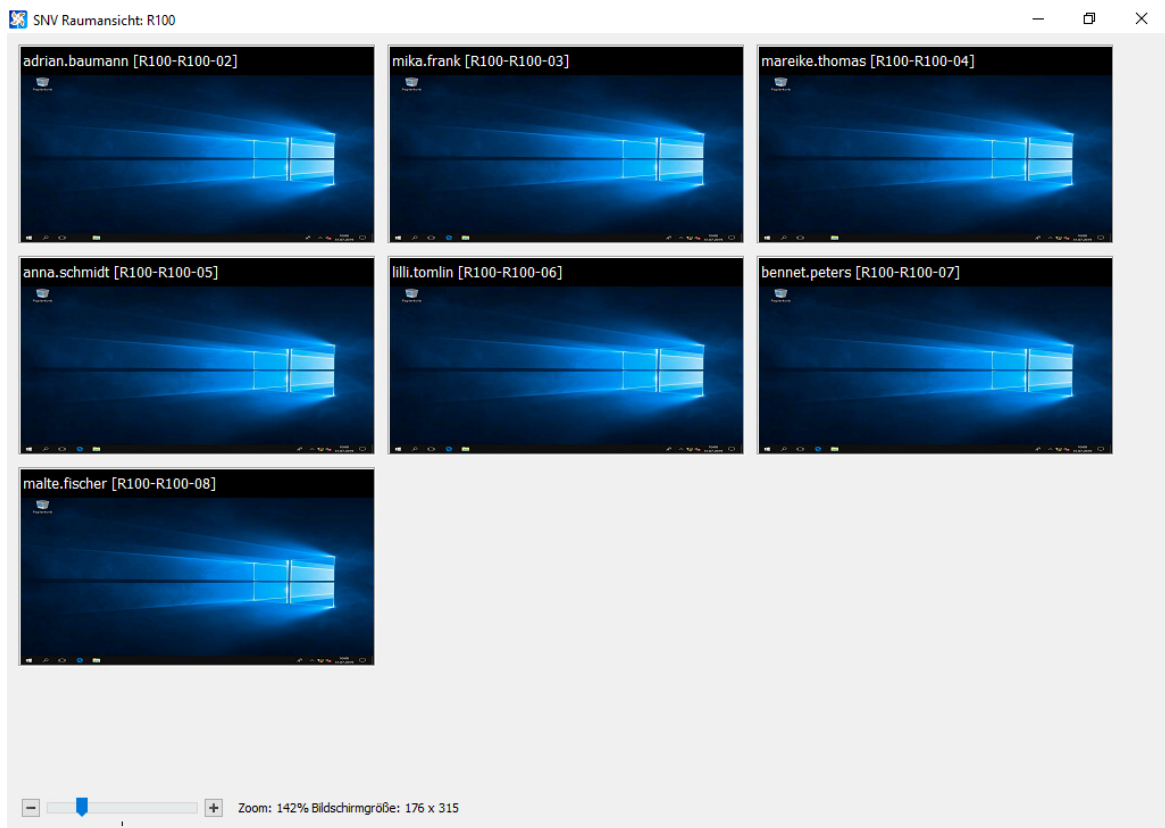 SNV Raumansicht: R100
adrian.baumann [R100-R100-02]
mika.frank [R100-R100-03]
mareike.thomas [R100-R100-04]
anna.schmidt [R100-R100-05]
lilli.tomlin [R100-R100-06]
bennet.peters [R100-R100-07]
malte.fischer [R100-R100-08]
Zoom: 142% Bildschirmgröße: 176 x 315